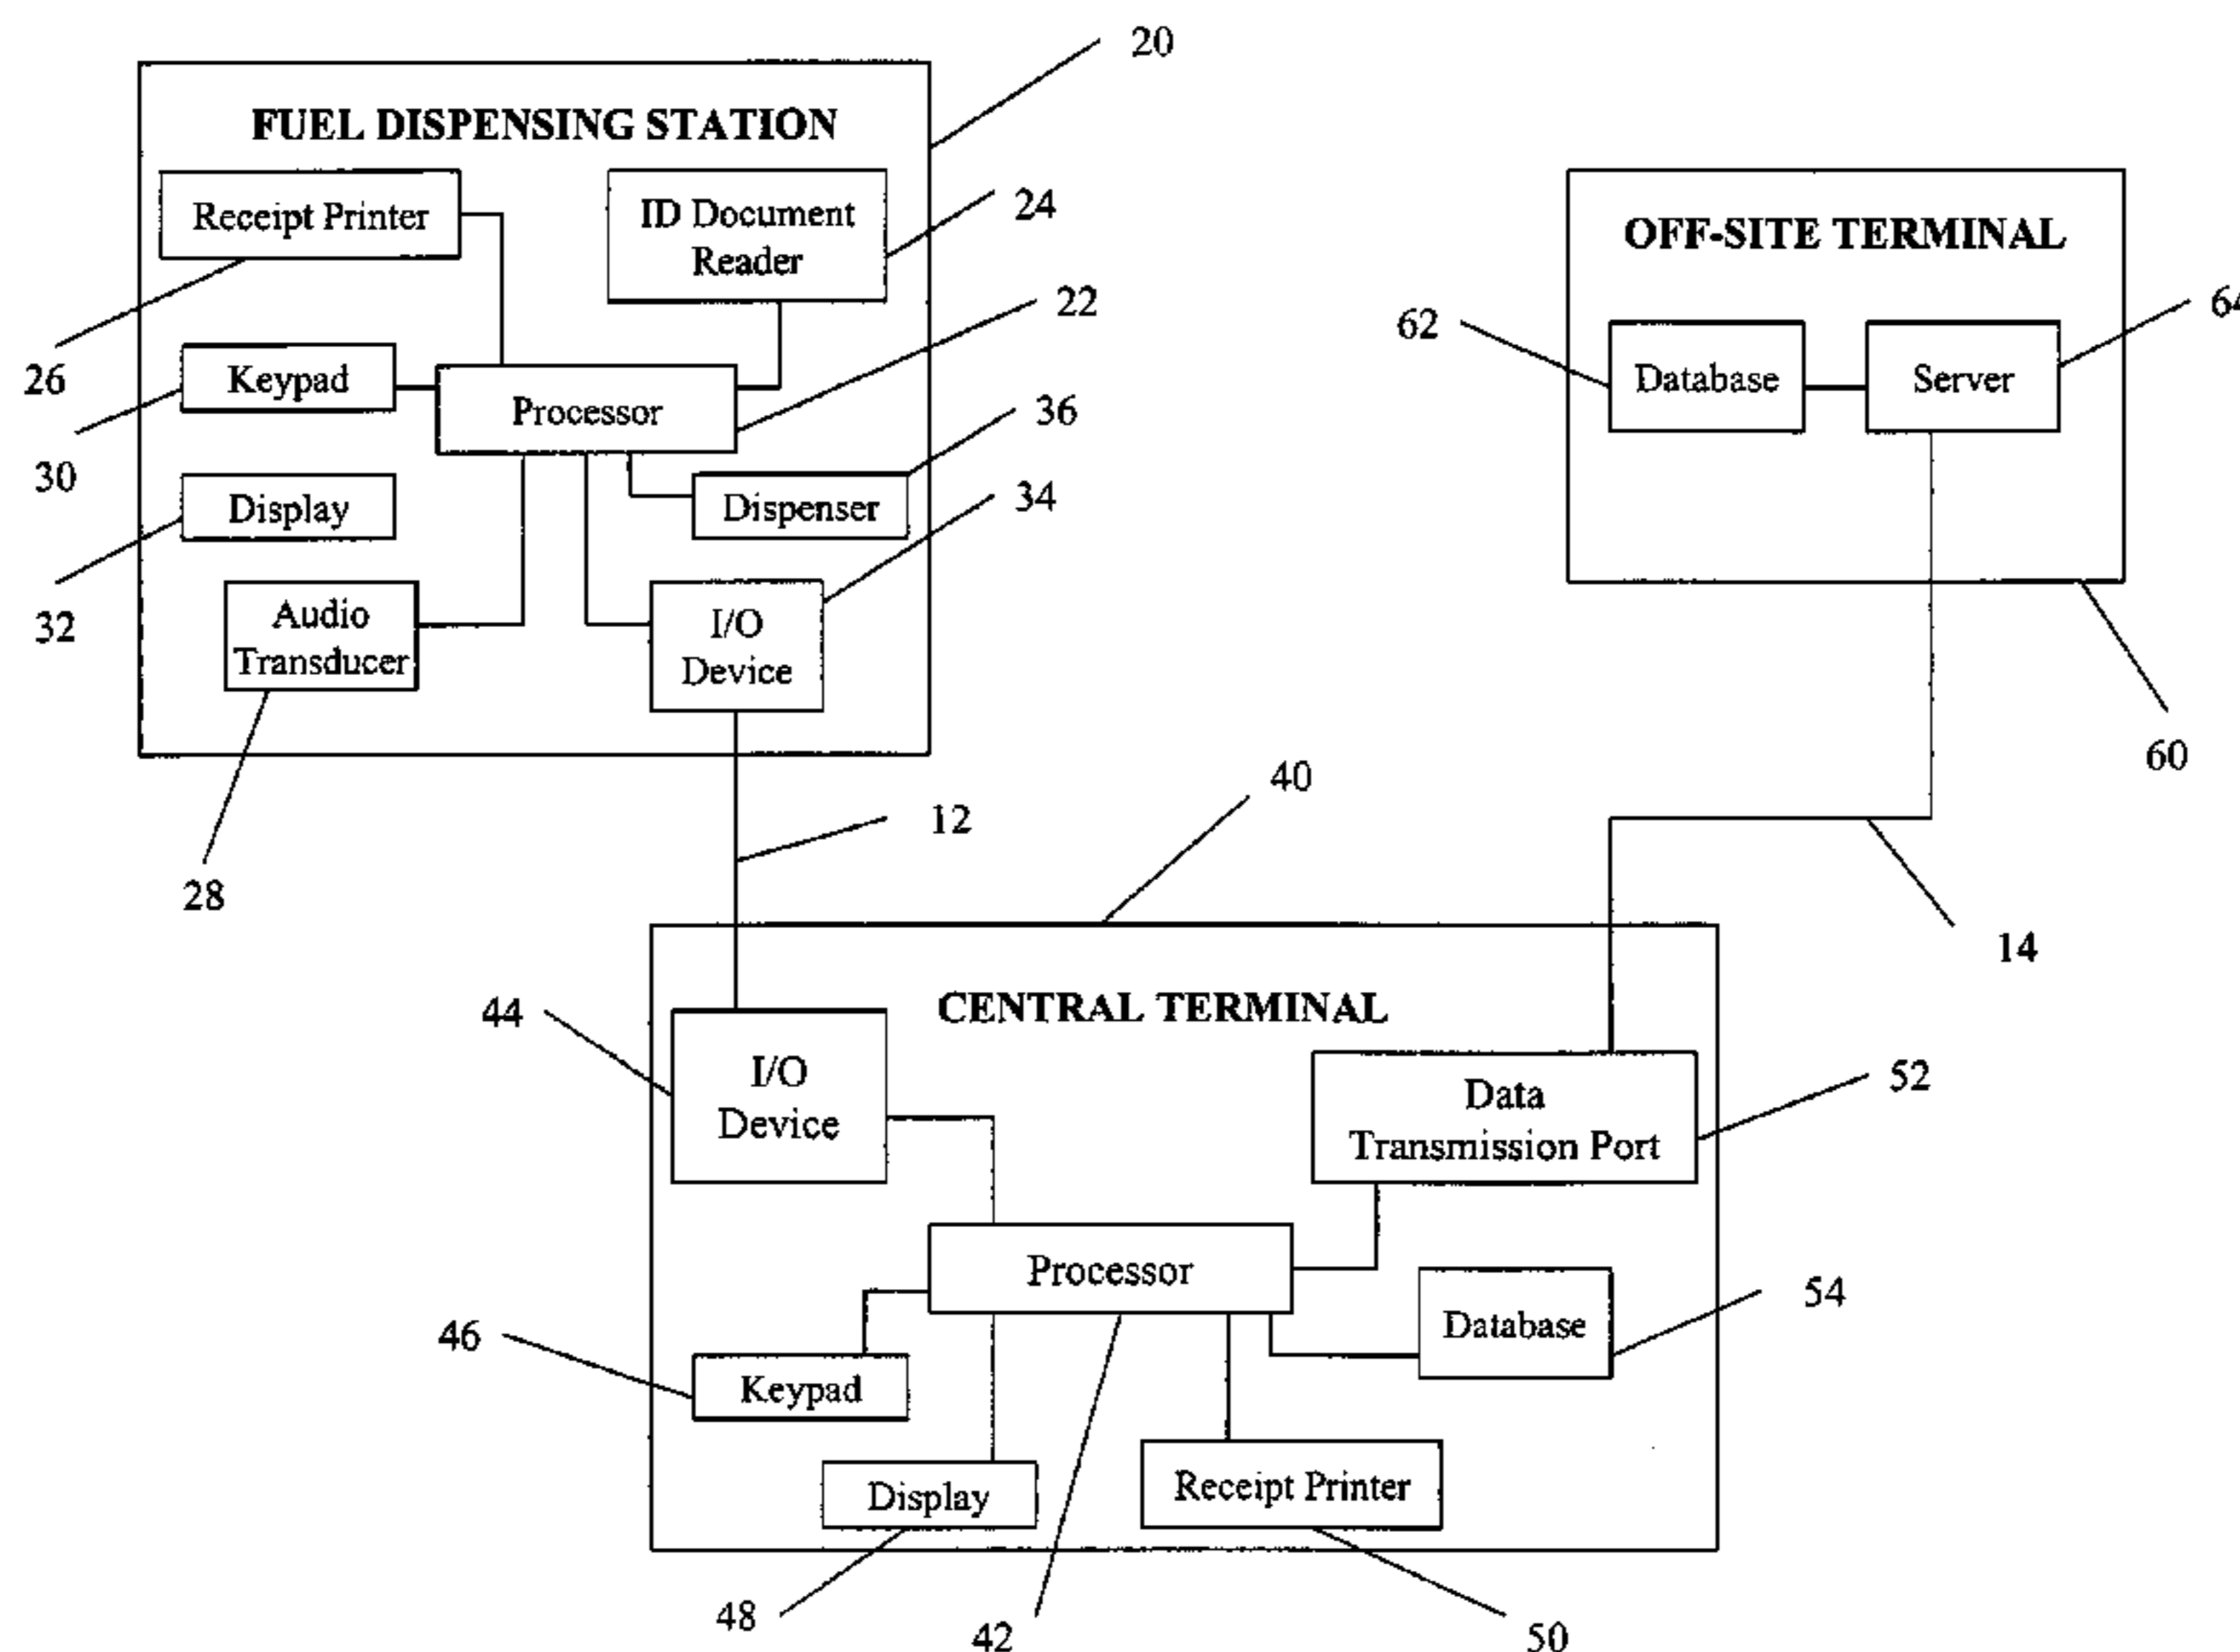 20
FUEL DISPENSING STATION
Receipt Printer
ID Document
Reader
24
22
26
Keypad
Processor
36
30
Display
Dispenser
34
32
Audio
Transducer
I/O
Device
28
12
OFF-SITE TERMINAL
62
64
Database
Server
60
14
40
CENTRAL TERMINAL
44
I/O
Device
Data
Transmission Port
52
Processor
54
Database
46
Keypad
Display
Receipt Printer
48
42
50